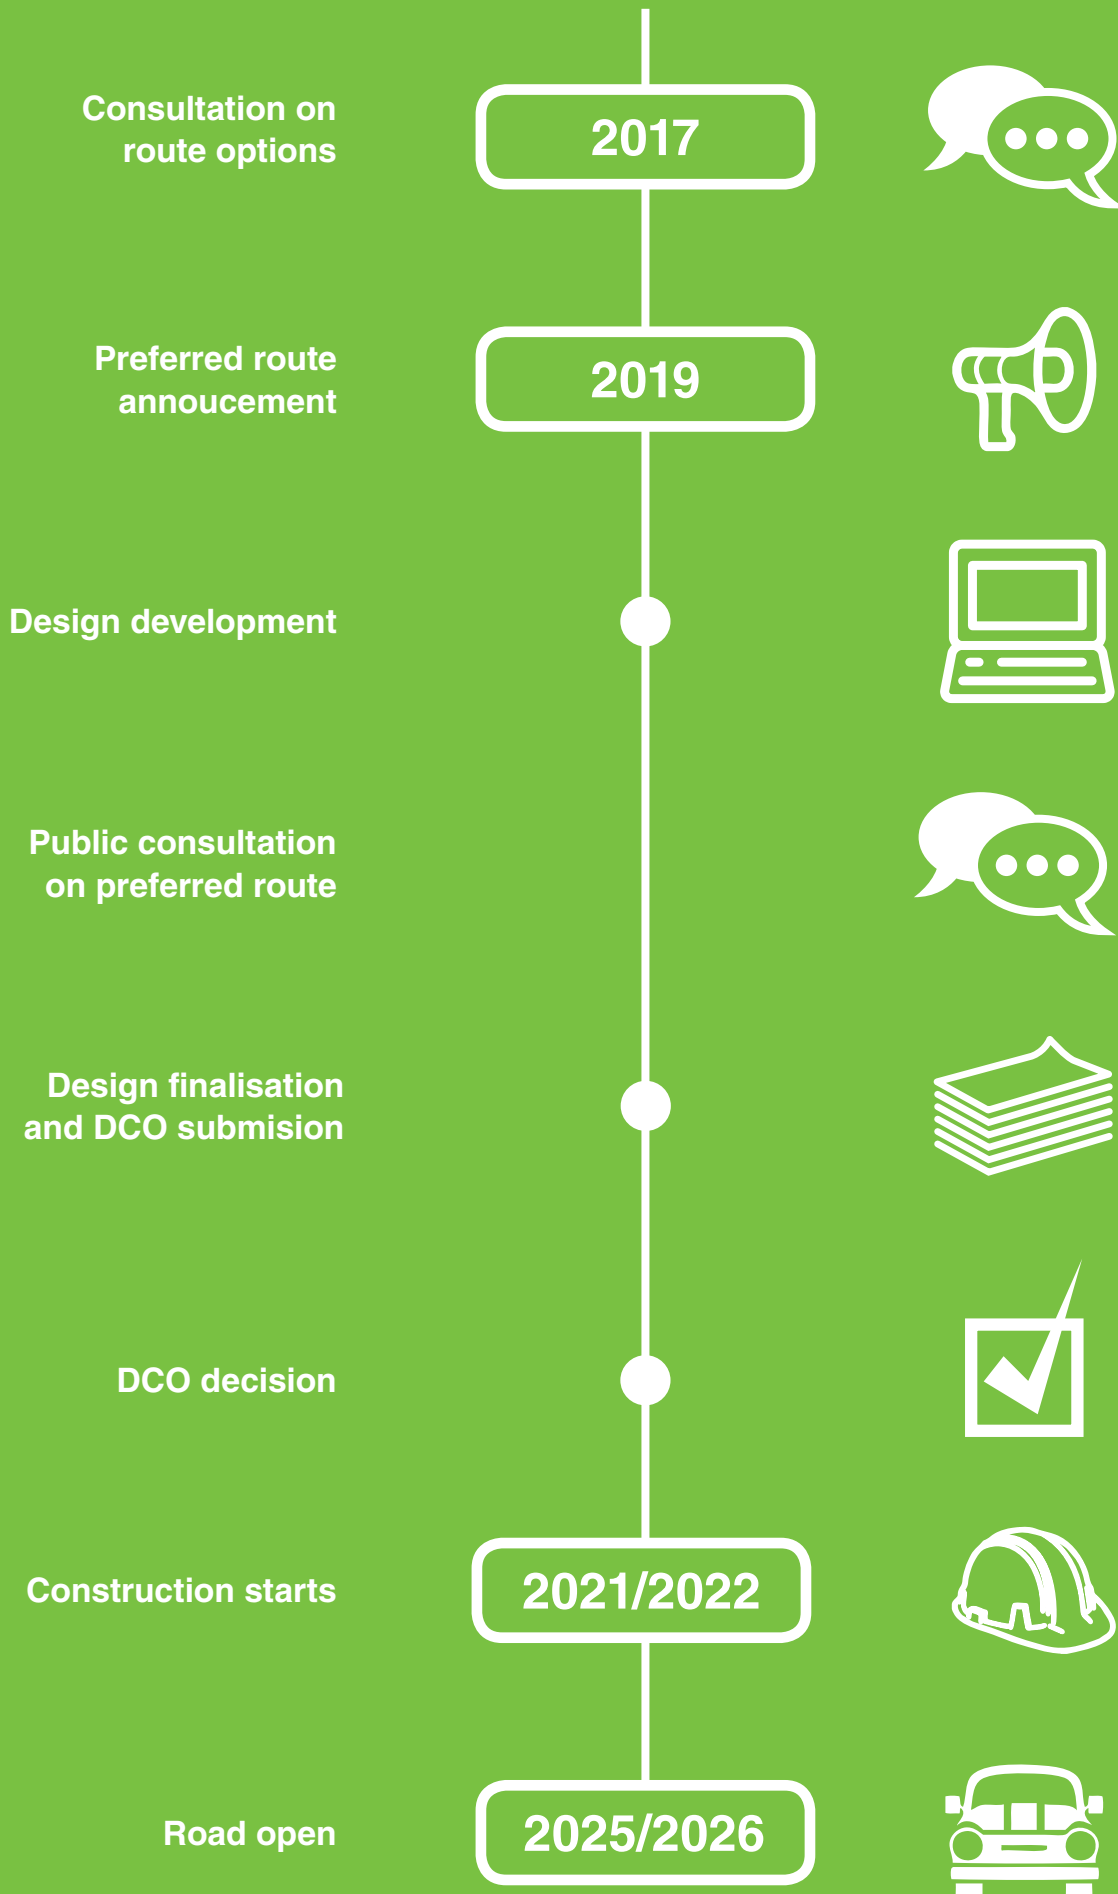 Consultation on
route options
2017
Preferred route
annoucement
2019
Design development
Public consultation
on preferred route
Design finalisation
and DCO submision
DCO decision
Construction starts
2021/2022
Road open
2025/2026